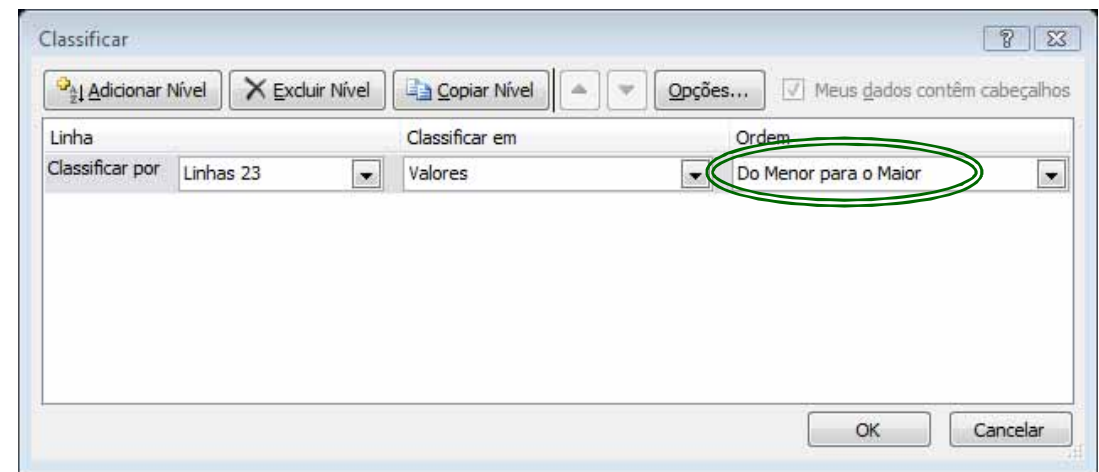 Classificar
Adicionar Nível Excluir Nível Copiar Nível Opções... Meus dados contêm cabeçalhos
Linha Classificar em Ordem
Classificar por Linhas 23 Valores Do Menor para o Maior
OK Cancelar